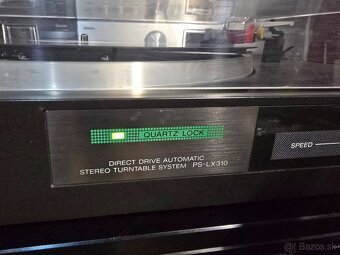 QUARTZ LOCK
DIRECT DRIVE AUTOMATIC
STEREO TURNTABLE SYSTEM PS-LX310
SPEED
Bazos.sk